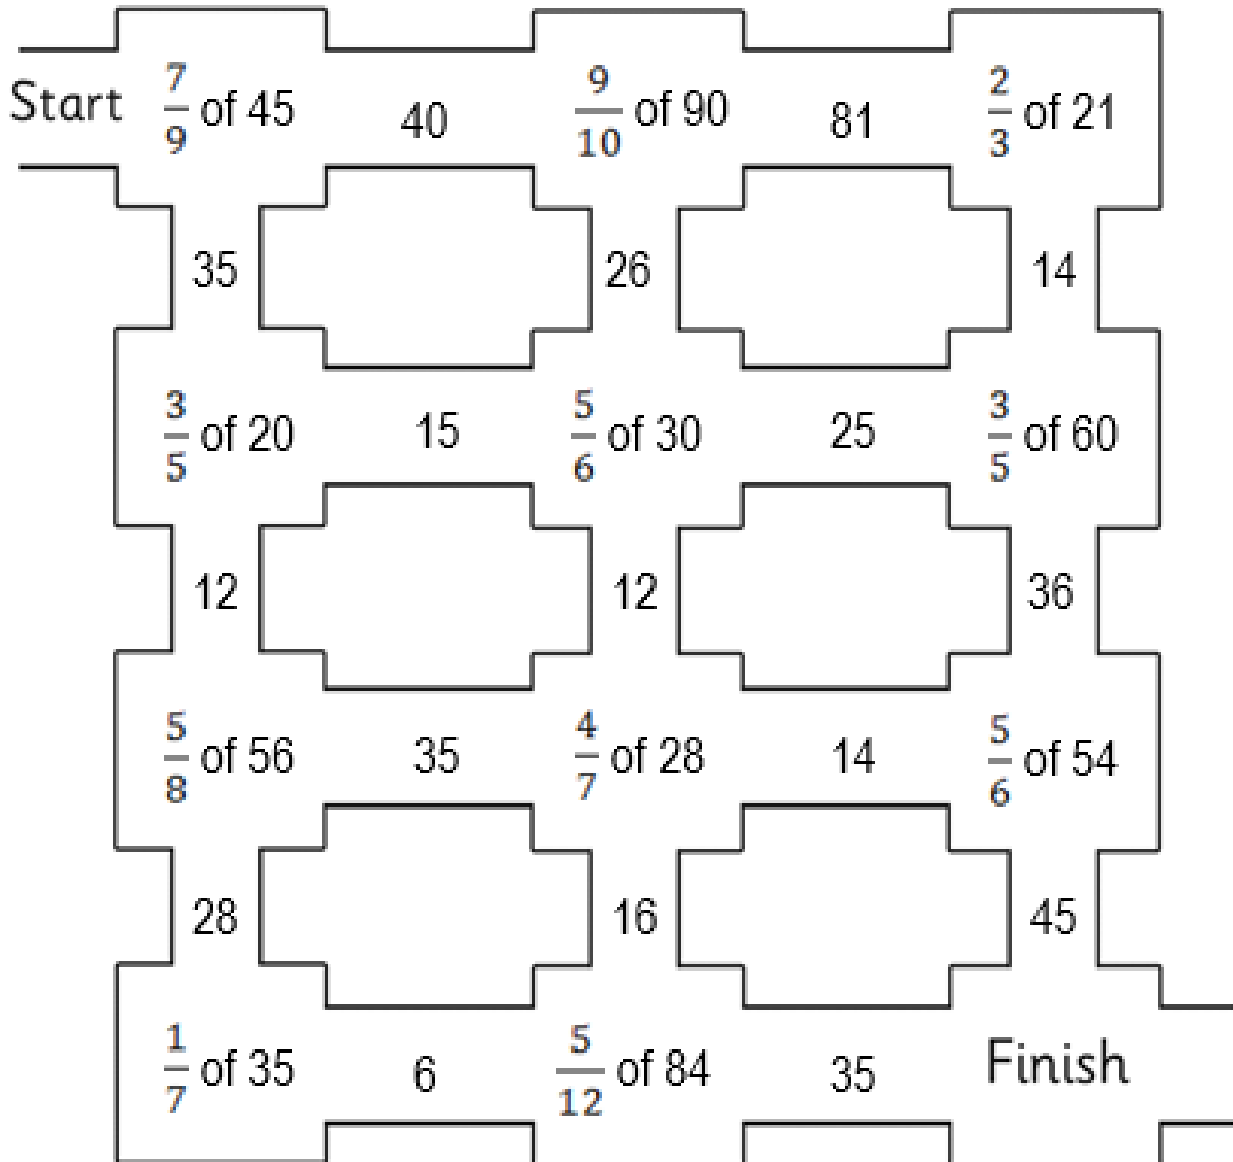 Start 7/9 of 45 40 9/10 of 90 81 2/3 of 21
35 26 14
3/5 of 20 15 5/6 of 30 25 3/5 of 60
12 12 36
5/8 of 56 35 4/7 of 28 14 5/6 of 54
28 16 45
1/7 of 35 6 5/12 of 84 35 Finish